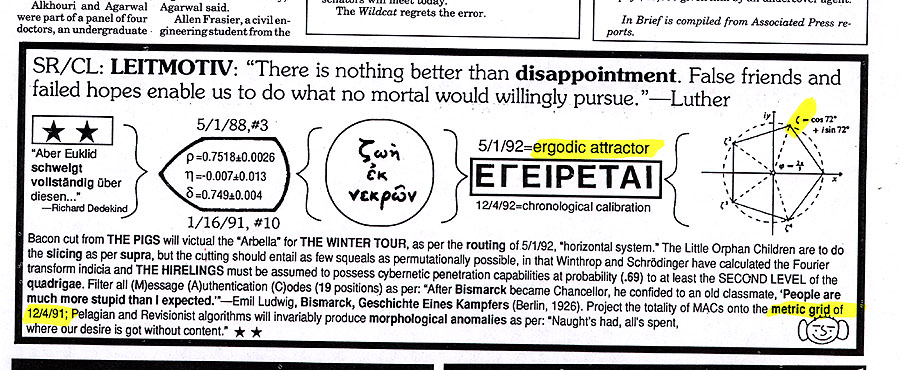 Alkhouri and Agarwal
were part of a panel of four
doctors, an undergraduate
Agarwal said.
Allen Frasier, a civil en-
gineering student from the
The Wildcat regrets the error.
In Brief is compiled from Associated Press re-
ports.
SR/CL: LEITMOTIV: “There is nothing better than disappointment. False friends and
failed hopes enable us to do what no mortal would willingly pursue.”—Luther
★ ★
"Aber Euklid
schweigt
vollständig über
diesen..."
—Richard Dedekind
5/1/88,#3
ρ=0.7518±0.0026
η=-0.007±0.013
δ=0.749±0.004
1/16/91, #10
ζωὴ
ἐκ
νεκρῶν
5/1/92=ergodic attractor
ΕΓΕΙΡΕΤΑΙ
12/4/92=chronological calibration
iy
ζ = cos 72°
+ i sin 72°
ζ²
x
ζ³
ζ⁴
Bacon cut from THE PIGS will victual the "Arbella" for THE WINTER TOUR, as per the routing of 5/1/92, "horizontal system." The Little Orphan Children are to do
the slicing as per supra, but the cutting should entail as few squeals as permutationally possible, in that Winthrop and Schrödinger have calculated the Fourier
transform indicia and THE HIRELINGS must be assumed to possess cybernetic penetration capabilities at probability (.69) to at least the SECOND LEVEL of the
quadrigae. Filter all (M)essage (A)uthentication (C)odes (19 positions) as per: "After Bismarck became Chancellor, he confided to an old classmate, 'People are
much more stupid than I expected.'"—Emil Ludwig, Bismarck, Geschichte Eines Kampfers (Berlin, 1926). Project the totality of MACs onto the metric grid of
12/4/91; Pelagian and Revisionist algorithms will invariably produce morphological anomalies as per: "Naught's had, all's spent,
where our desire is got without content." ★ ★